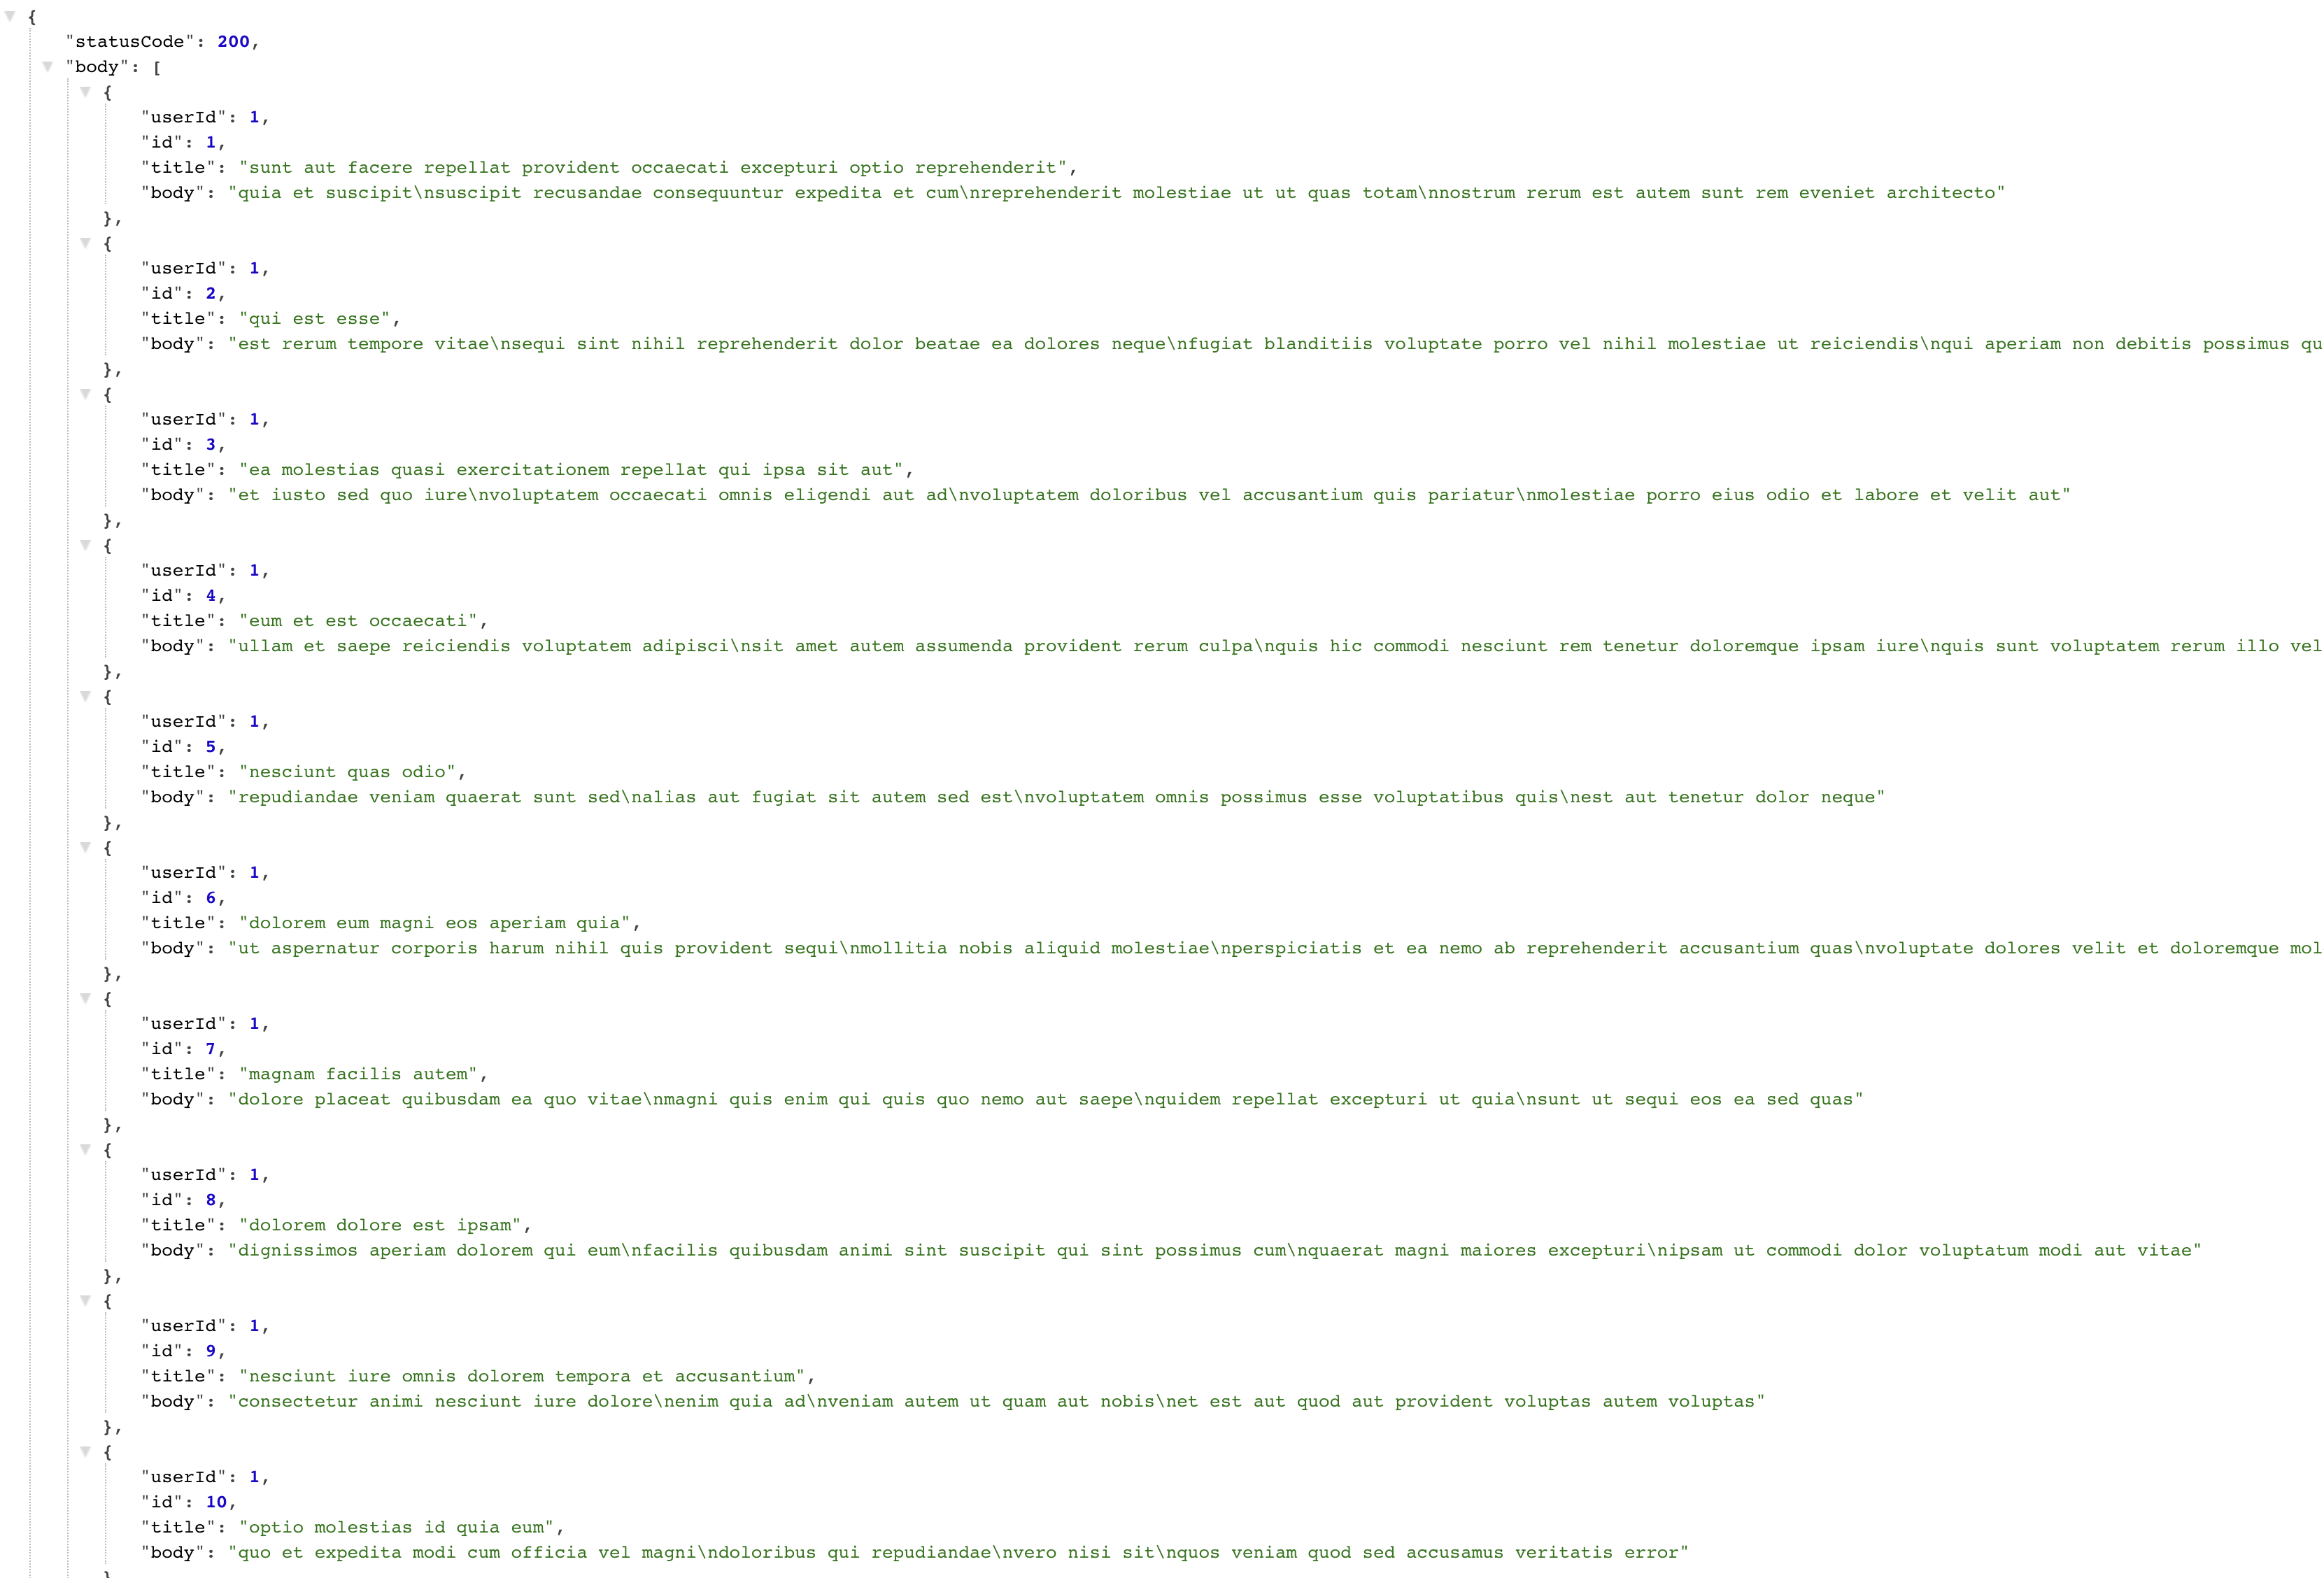 {
"statusCode": 200,
"body": [
{
"userId": 1,
"id": 1,
"title": "sunt aut facere repellat provident occaecati excepturi optio reprehenderit",
"body": "quia et suscipit\nsuscipit recusandae consequuntur expedita et cum\nreprehenderit molestiae ut ut quas totam\nnostrum rerum est autem sunt rem eveniet architecto"
},
{
"userId": 1,
"id": 2,
"title": "qui est esse",
"body": "est rerum tempore vitae\nsequi sint nihil reprehenderit dolor beatae ea dolores neque\nfugiat blanditiis voluptate porro vel nihil molestiae ut reiciendis\nqui aperiam non debitis possimus qu
},
{
"userId": 1,
"id": 3,
"title": "ea molestias quasi exercitationem repellat qui ipsa sit aut",
"body": "et iusto sed quo iure\nvoluptatem occaecati omnis eligendi aut ad\nvoluptatem doloribus vel accusantium quis pariatur\nmolestiae porro eius odio et labore et velit aut"
},
{
"userId": 1,
"id": 4,
"title": "eum et est occaecati",
"body": "ullam et saepe reiciendis voluptatem adipisci\nsit amet autem assumenda provident rerum culpa\nquis hic commodi nesciunt rem tenetur doloremque ipsam iure\nquis sunt voluptatem rerum illo vel
},
{
"userId": 1,
"id": 5,
"title": "nesciunt quas odio",
"body": "repudiandae veniam quaerat sunt sed\nalias aut fugiat sit autem sed est\nvoluptatem omnis possimus esse voluptatibus quis\nest aut tenetur dolor neque"
},
{
"userId": 1,
"id": 6,
"title": "dolorem eum magni eos aperiam quia",
"body": "ut aspernatur corporis harum nihil quis provident sequi\nmollitia nobis aliquid molestiae\nperspiciatis et ea nemo ab reprehenderit accusantium quas\nvoluptate dolores velit et doloremque mol
},
{
"userId": 1,
"id": 7,
"title": "magnam facilis autem",
"body": "dolore placeat quibusdam ea quo vitae\nmagni quis enim qui quis quo nemo aut saepe\nquidem repellat excepturi ut quia\nsunt ut sequi eos ea sed quas"
},
{
"userId": 1,
"id": 8,
"title": "dolorem dolore est ipsam",
"body": "dignissimos aperiam dolorem qui eum\nfacilis quibusdam animi sint suscipit qui sint possimus cum\nquaerat magni maiores excepturi\nipsam ut commodi dolor voluptatum modi aut vitae"
},
{
"userId": 1,
"id": 9,
"title": "nesciunt iure omnis dolorem tempora et accusantium",
"body": "consectetur animi nesciunt iure dolore\nenim quia ad\nveniam autem ut quam aut nobis\net est aut quod aut provident voluptas autem voluptas"
},
{
"userId": 1,
"id": 10,
"title": "optio molestias id quia eum",
"body": "quo et expedita modi cum officia vel magni\ndoloribus qui repudiandae\nvero nisi sit\nquos veniam quod sed accusamus veritatis error"
}